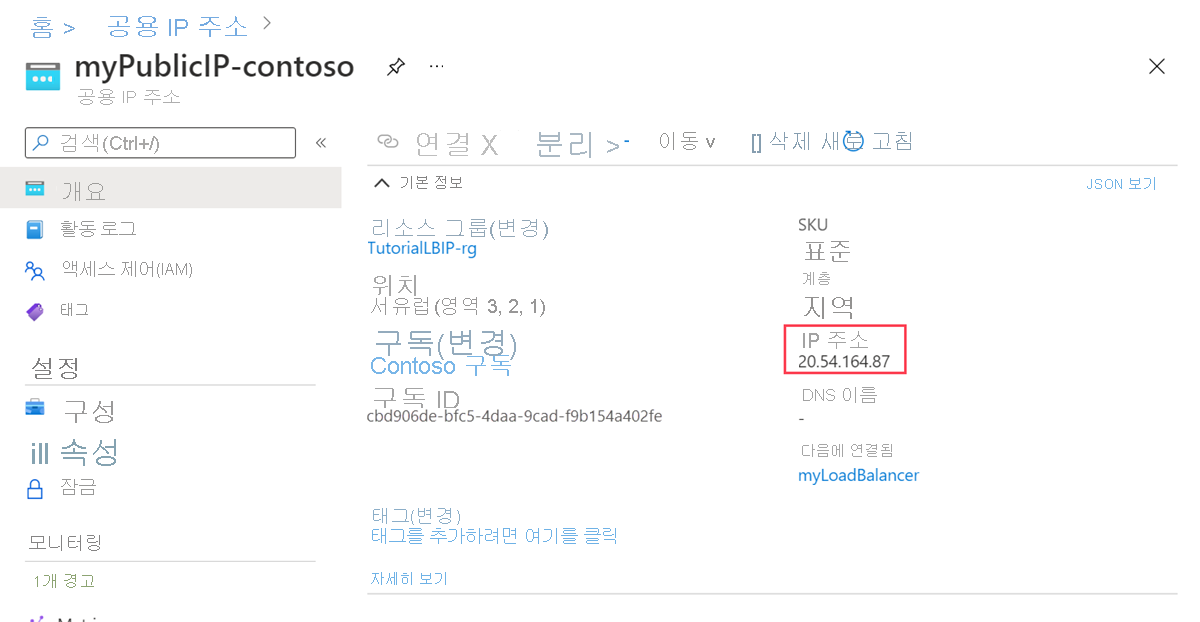 홈 > 공용 IP 주소 >
myPublicIP-contoso ...
공용 IP 주소
검색(Ctrl+/) «
연결 X 분리 >- 이동 v [] 삭제 새로 고침
개요
활동 로그
액세스 제어(IAM)
태그
설정
구성
ill 속성
잠금
모니터링
1개 경고
기본 정보
JSON 보기
리소스 그룹(변경)
TutorialLBIP-rg
위치
서유럽(영역 3, 2, 1)
구독(변경)
Contoso 구독
구독 ID
cbd906de-bfc5-4daa-9cad-f9b154a402fe
SKU
표준
계층
지역
IP 주소
20.54.164.87
DNS 이름
-
다음에 연결됨
myLoadBalancer
태그(변경)
태그를 추가하려면 여기를 클릭
자세히 보기